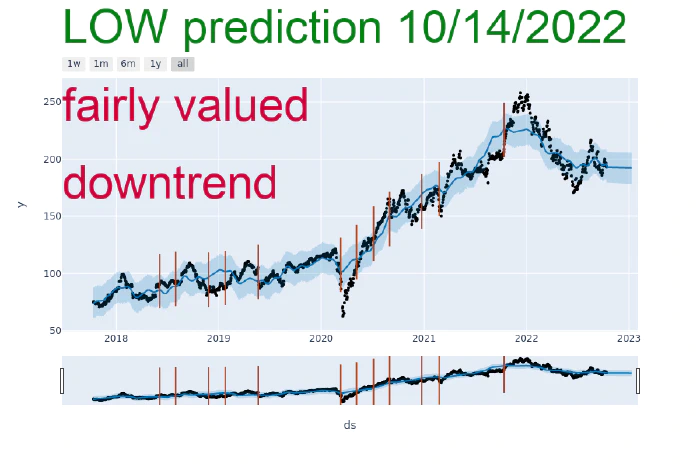 LOW prediction 10/14/2022
1w 1m 6m 1y all
fairly valued
downtrend
y
250
200
150
100
50
2018 2019 2020 2021 2022 2023
ds